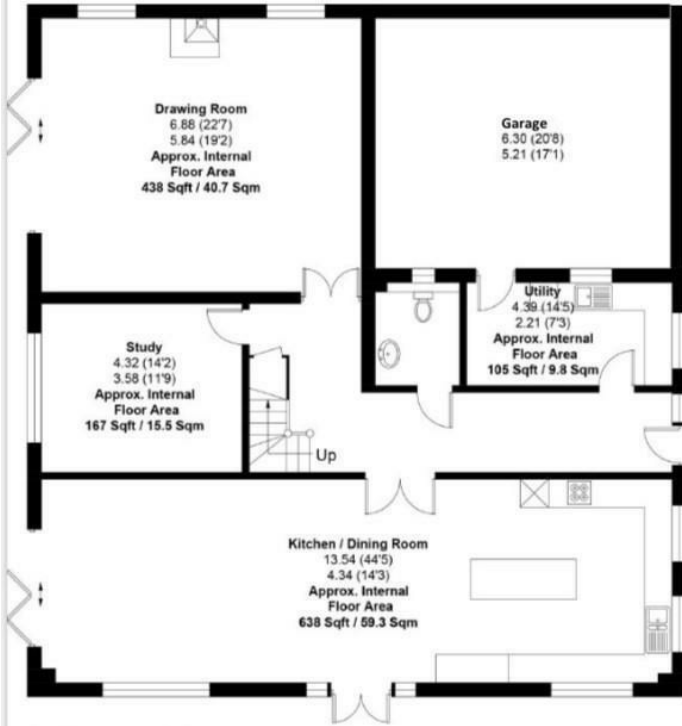 Drawing Room
6.88 (22'7)
5.84 (19'2)
Approx. Internal
Floor Area
438 Sqft / 40.7 Sqm
Garage
6.30 (20'8)
5.21 (17'1)
Utility
4.39 (14'5)
2.21 (7'3)
Approx. Internal
Floor Area
105 Sqft / 9.8 Sqm
Study
4.32 (14'2)
3.58 (11'9)
Approx. Internal
Floor Area
167 Sqft / 15.5 Sqm
Up
Kitchen / Dining Room
13.54 (44'5)
4.34 (14'3)
Approx. Internal
Floor Area
638 Sqft / 59.3 Sqm